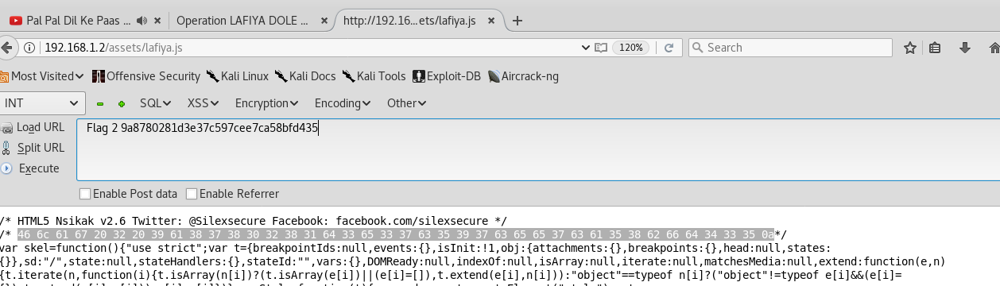 Pal Pal Dil Ke Paas ...
Operation LAFIYA DOLE ...
http://192.16...ets/lafiya.js
192.168.1.2/assets/lafiya.js
120%
Search
Most Visited
Offensive Security
Kali Linux
Kali Docs
Kali Tools
Exploit-DB
Aircrack-ng
INT
SQL
XSS
Encryption
Encoding
Other
Load URL
Flag 2 9a8780281d3e37c597cee7ca58bfd435
Split URL
Execute
Enable Post data
Enable Referrer
/* HTML5 Nsikak v2.6 Twitter: @Silexsecure Facebook: facebook.com/silexsecure */
/* 46 6c 61 67 20 32 20 39 61 38 37 38 30 32 38 31 64 33 65 33 37 63 35 39 37 63 65 65 37 63 61 35 38 62 66 64 34 33 35 0a*/
var skel=function(){"use strict";var t={breakpointIds:null,events:{},isInit:!1,obj:{attachments:{},breakpoints:{},head:null,states:
{}},sd:"/",state:null,stateHandlers:{},stateId:"",vars:{},DOMReady:null,indexOf:null,isArray:null,iterate:null,matchesMedia:null,extend:function(e,n)
{t.iterate(n,function(i){t.isArray(n[i])?(t.isArray(e[i])||(e[i]=[]),t.extend(e[i],n[i])):"object"==typeof n[i]?("object"!=typeof e[i]&&(e[i]=